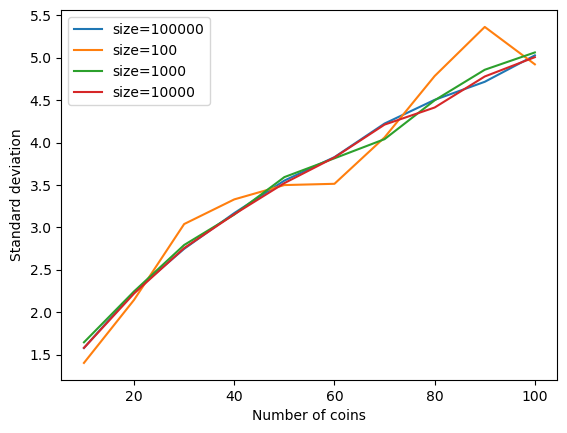 5.5
5.0
4.5
4.0
3.5
3.0
2.5
2.0
1.5
Standard deviation
size=100000
size=100
size=1000
size=10000
20 40 60 80 100
Number of coins